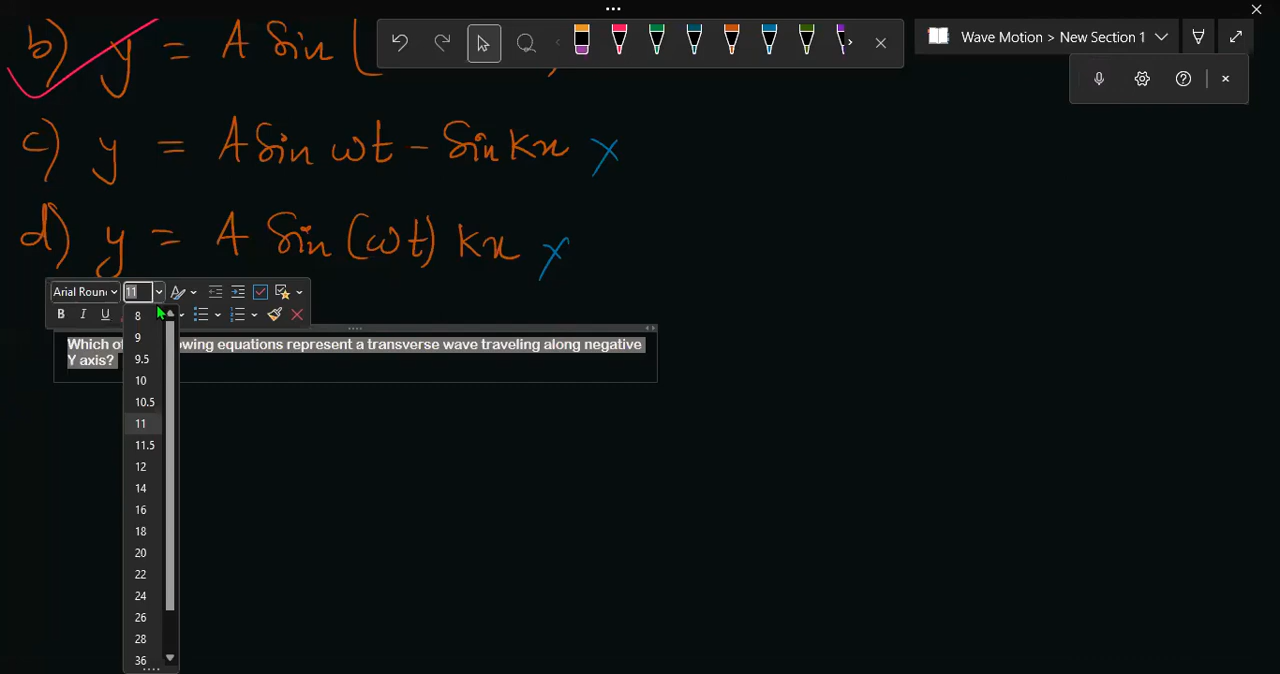 b) y = A Sin (
Wave Motion > New Section 1
c) y = A Sin ωt - Sin kx x
d) y = A Sin (ωt) kx x
Arial Roun 11
B I U
8
Which of owing equations represent a transverse wave traveling along negative
9
Y axis?
9.5
10
10.5
11
11.5
12
14
16
18
20
22
24
26
28
36